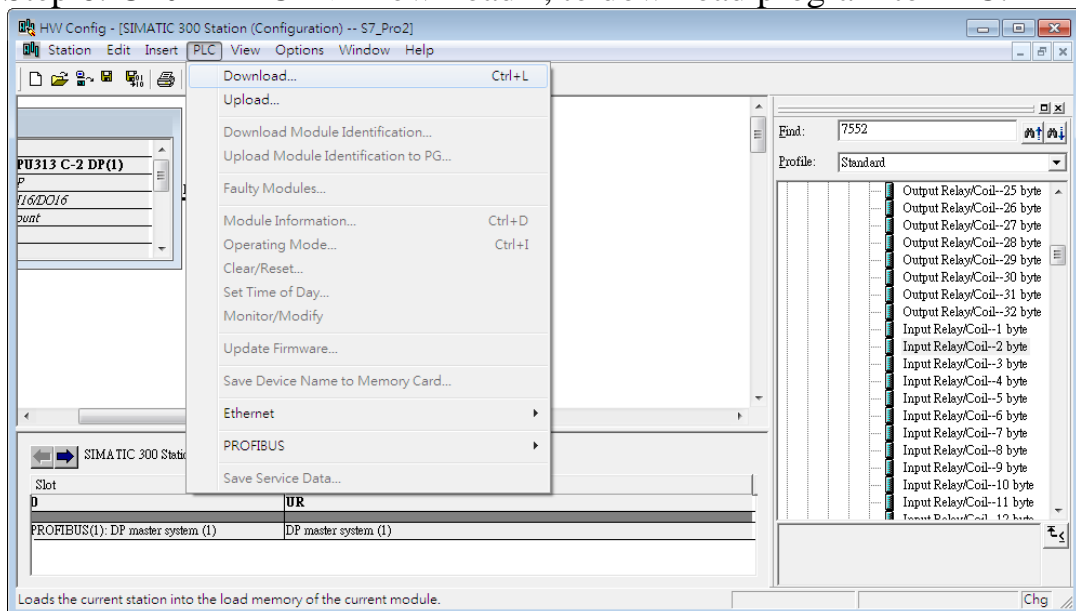 HW Config - [SIMATIC 300 Station (Configuration) -- S7_Pro2]
Station Edit Insert PLC View Options Window Help
Download... Ctrl+L
Upload...
Download Module Identification...
Upload Module Identification to PG...
Faulty Modules...
Module Information... Ctrl+D
Operating Mode... Ctrl+I
Clear/Reset...
Set Time of Day...
Monitor/Modify
Update Firmware...
Save Device Name to Memory Card...
Ethernet
PROFIBUS
Save Service Data...
PU313 C-2 DP(1)
I16/DO16
ount
Find: 7552
Profile: Standard
Output Relay/Coil--25 byte
Output Relay/Coil--26 byte
Output Relay/Coil--27 byte
Output Relay/Coil--28 byte
Output Relay/Coil--29 byte
Output Relay/Coil--30 byte
Output Relay/Coil--31 byte
Output Relay/Coil--32 byte
Input Relay/Coil--1 byte
Input Relay/Coil--2 byte
Input Relay/Coil--3 byte
Input Relay/Coil--4 byte
Input Relay/Coil--5 byte
Input Relay/Coil--6 byte
Input Relay/Coil--7 byte
Input Relay/Coil--8 byte
Input Relay/Coil--9 byte
Input Relay/Coil--10 byte
Input Relay/Coil--11 byte
Input Relay/Coil--12 byte
SIMATIC 300 Static
Slot
0 UR
PROFIBUS(1): DP master system (1) DP master system (1)
Loads the current station into the load memory of the current module. Chg